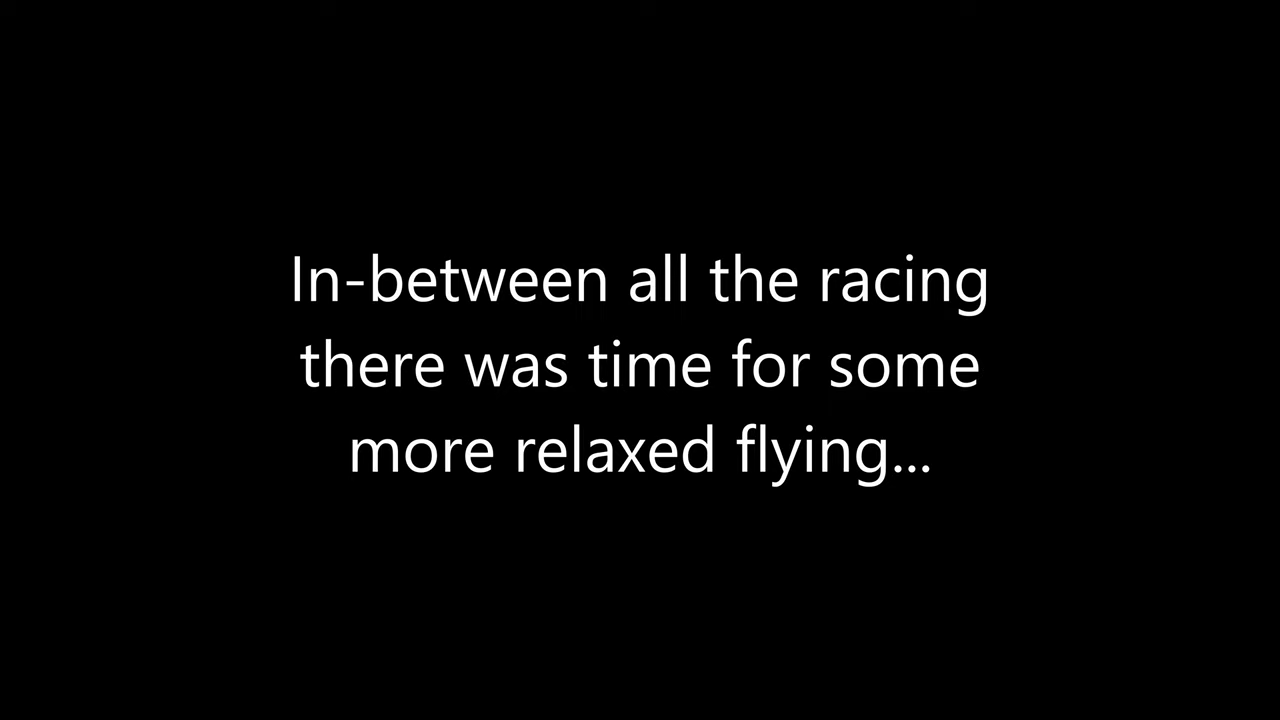 In-between all the racing
there was time for some
more relaxed flying...